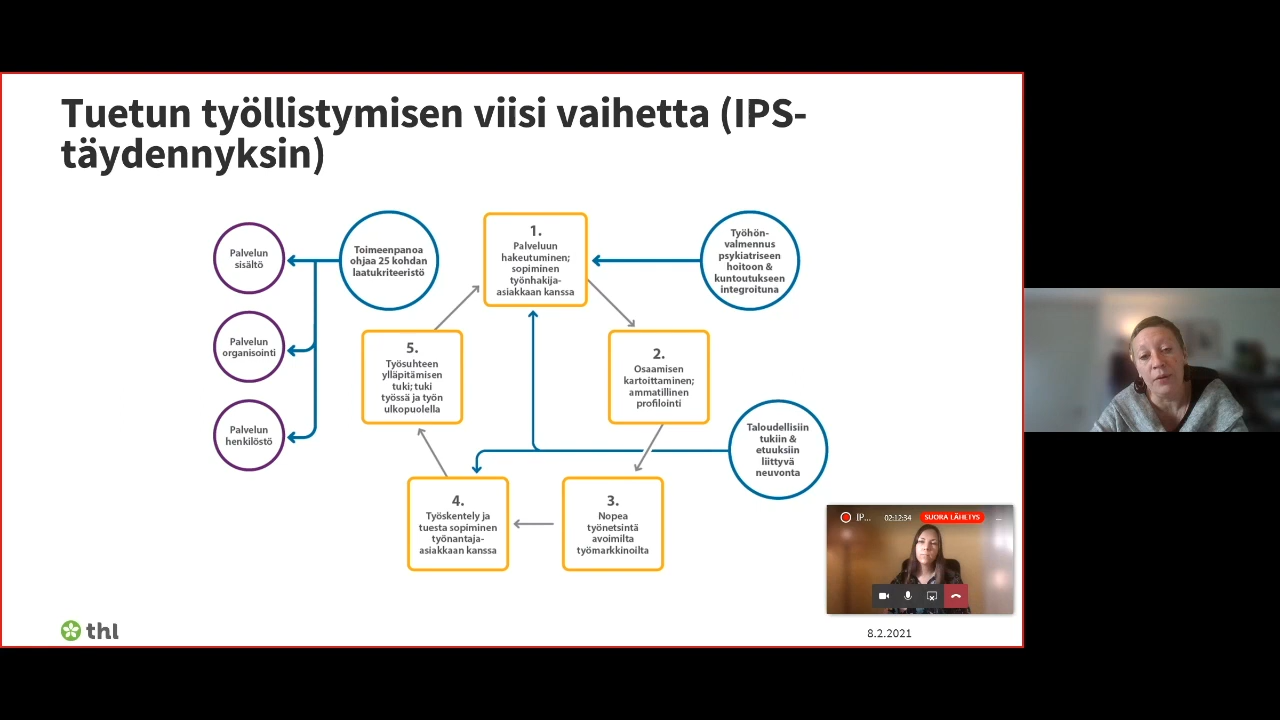 Tuetun työllistymisen viisi vaihetta (IPS-
täydennyksin)
Palvelun
sisältö
Toimeenpanoa
ohjaa 25 kohdan
laatukriteeristö
1.
Palveluun
hakeutuminen;
sopiminen
työnhakija-
asiakkaan kanssa
Työhön-
valmennus
psykiatriseen
hoitoon &
kuntoutukseen
integroituna
Palvelun
organisointi
5.
Työsuhteen
ylläpitämisen
tuki; tuki
työssä ja työn
ulkopuolella
2.
Osaamisen
kartoittaminen;
ammatillinen
profilointi
Palvelun
henkilöstö
Taloudellisiin
tukiin &
etuuksiin
liittyvä
neuvonta
4.
Työskentely ja
tuesta sopiminen
työnantaja-
asiakkaan kanssa
3.
Nopea
työnetsintä
avoimilta
työmarkkinoilta
IP... 02:12:34 SUORA LÄHETYS
thl
8.2.2021